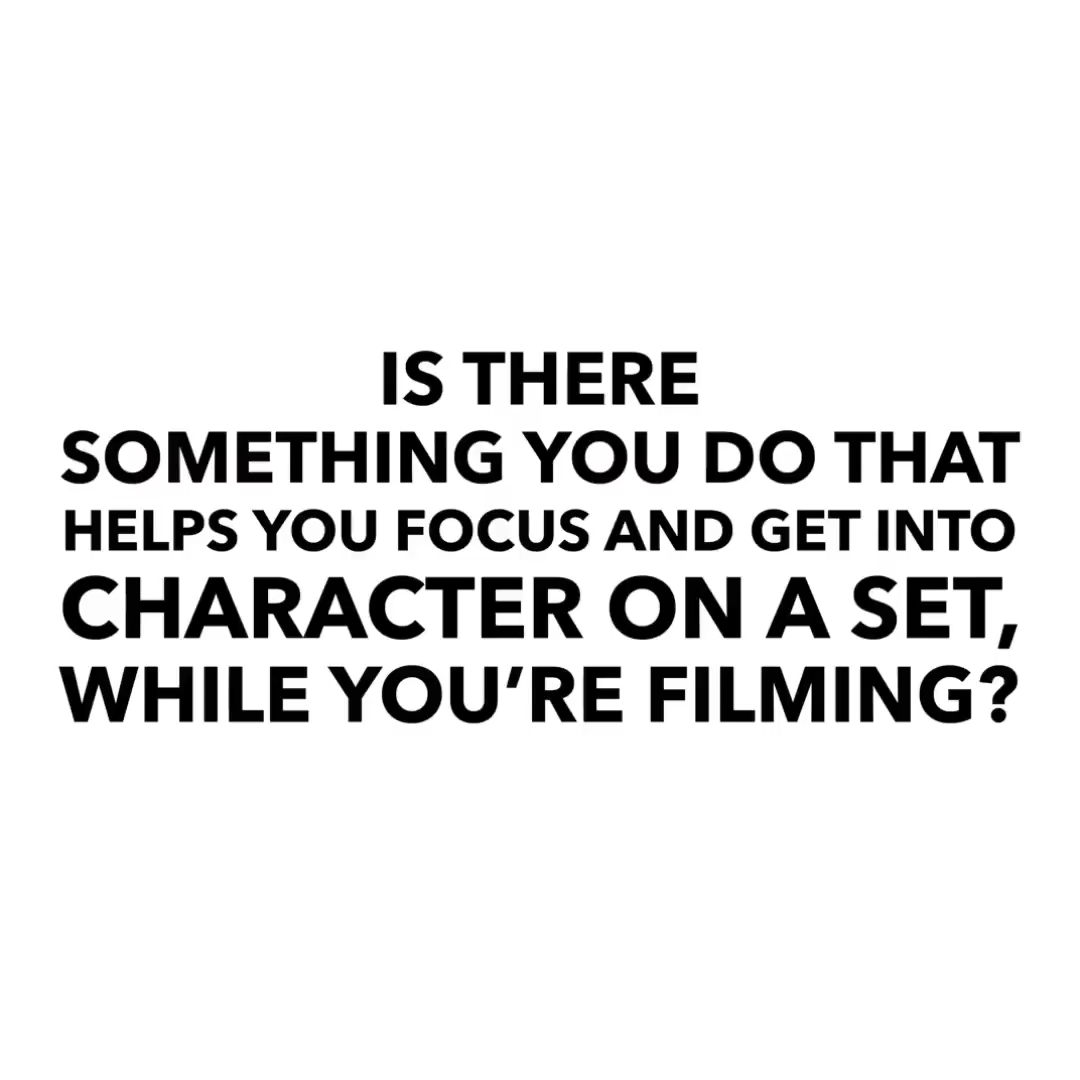 IS THERE
SOMETHING YOU DO THAT
HELPS YOU FOCUS AND GET INTO
CHARACTER ON A SET,
WHILE YOU’RE FILMING?